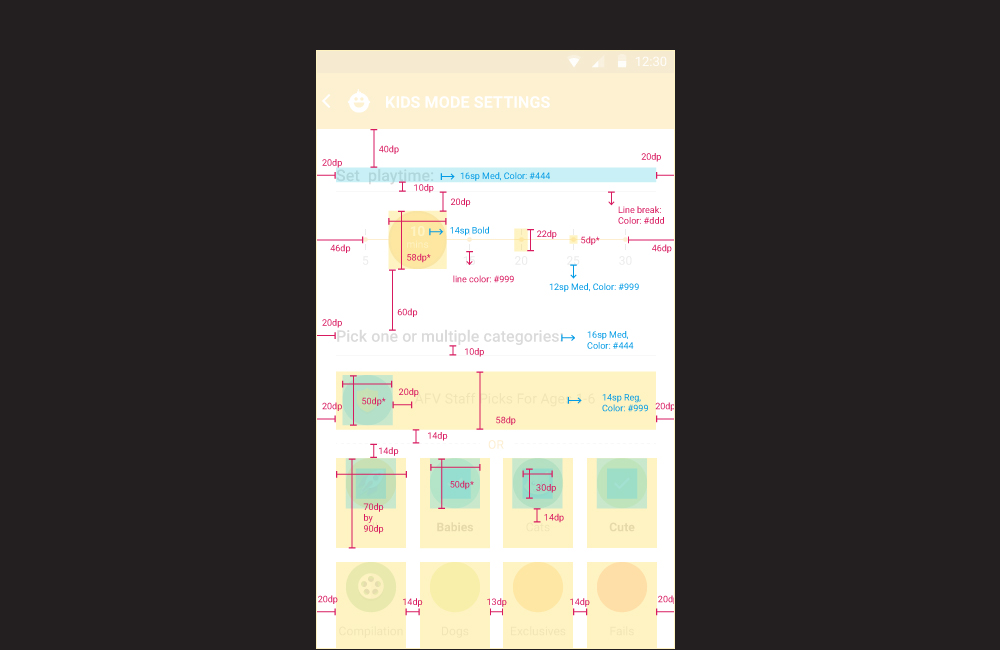 12:30
KIDS MODE SETTINGS
40dp
20dp
20dp
Set playtime:
16sp Med, Color: #444
10dp
20dp
Line break:
Color: #ddd
10
14sp Bold
22dp
5dp*
46dp
46dp
58dp*
5
20
25
30
line color: #999
12sp Med, Color: #999
60dp
20dp
Pick one or multiple categories
16sp Med,
Color: #444
10dp
20dp
50dp*
AFV Staff Picks For Age
6
14sp Reg,
Color: #999
20dp
20dp
58dp
14dp
OR
14dp
50dp*
30dp
70dp
by
90dp
14dp
Babies
Cats
Cute
20dp
14dp
13dp
14dp
20dp
Compilation
Dogs
Exclusives
Fails